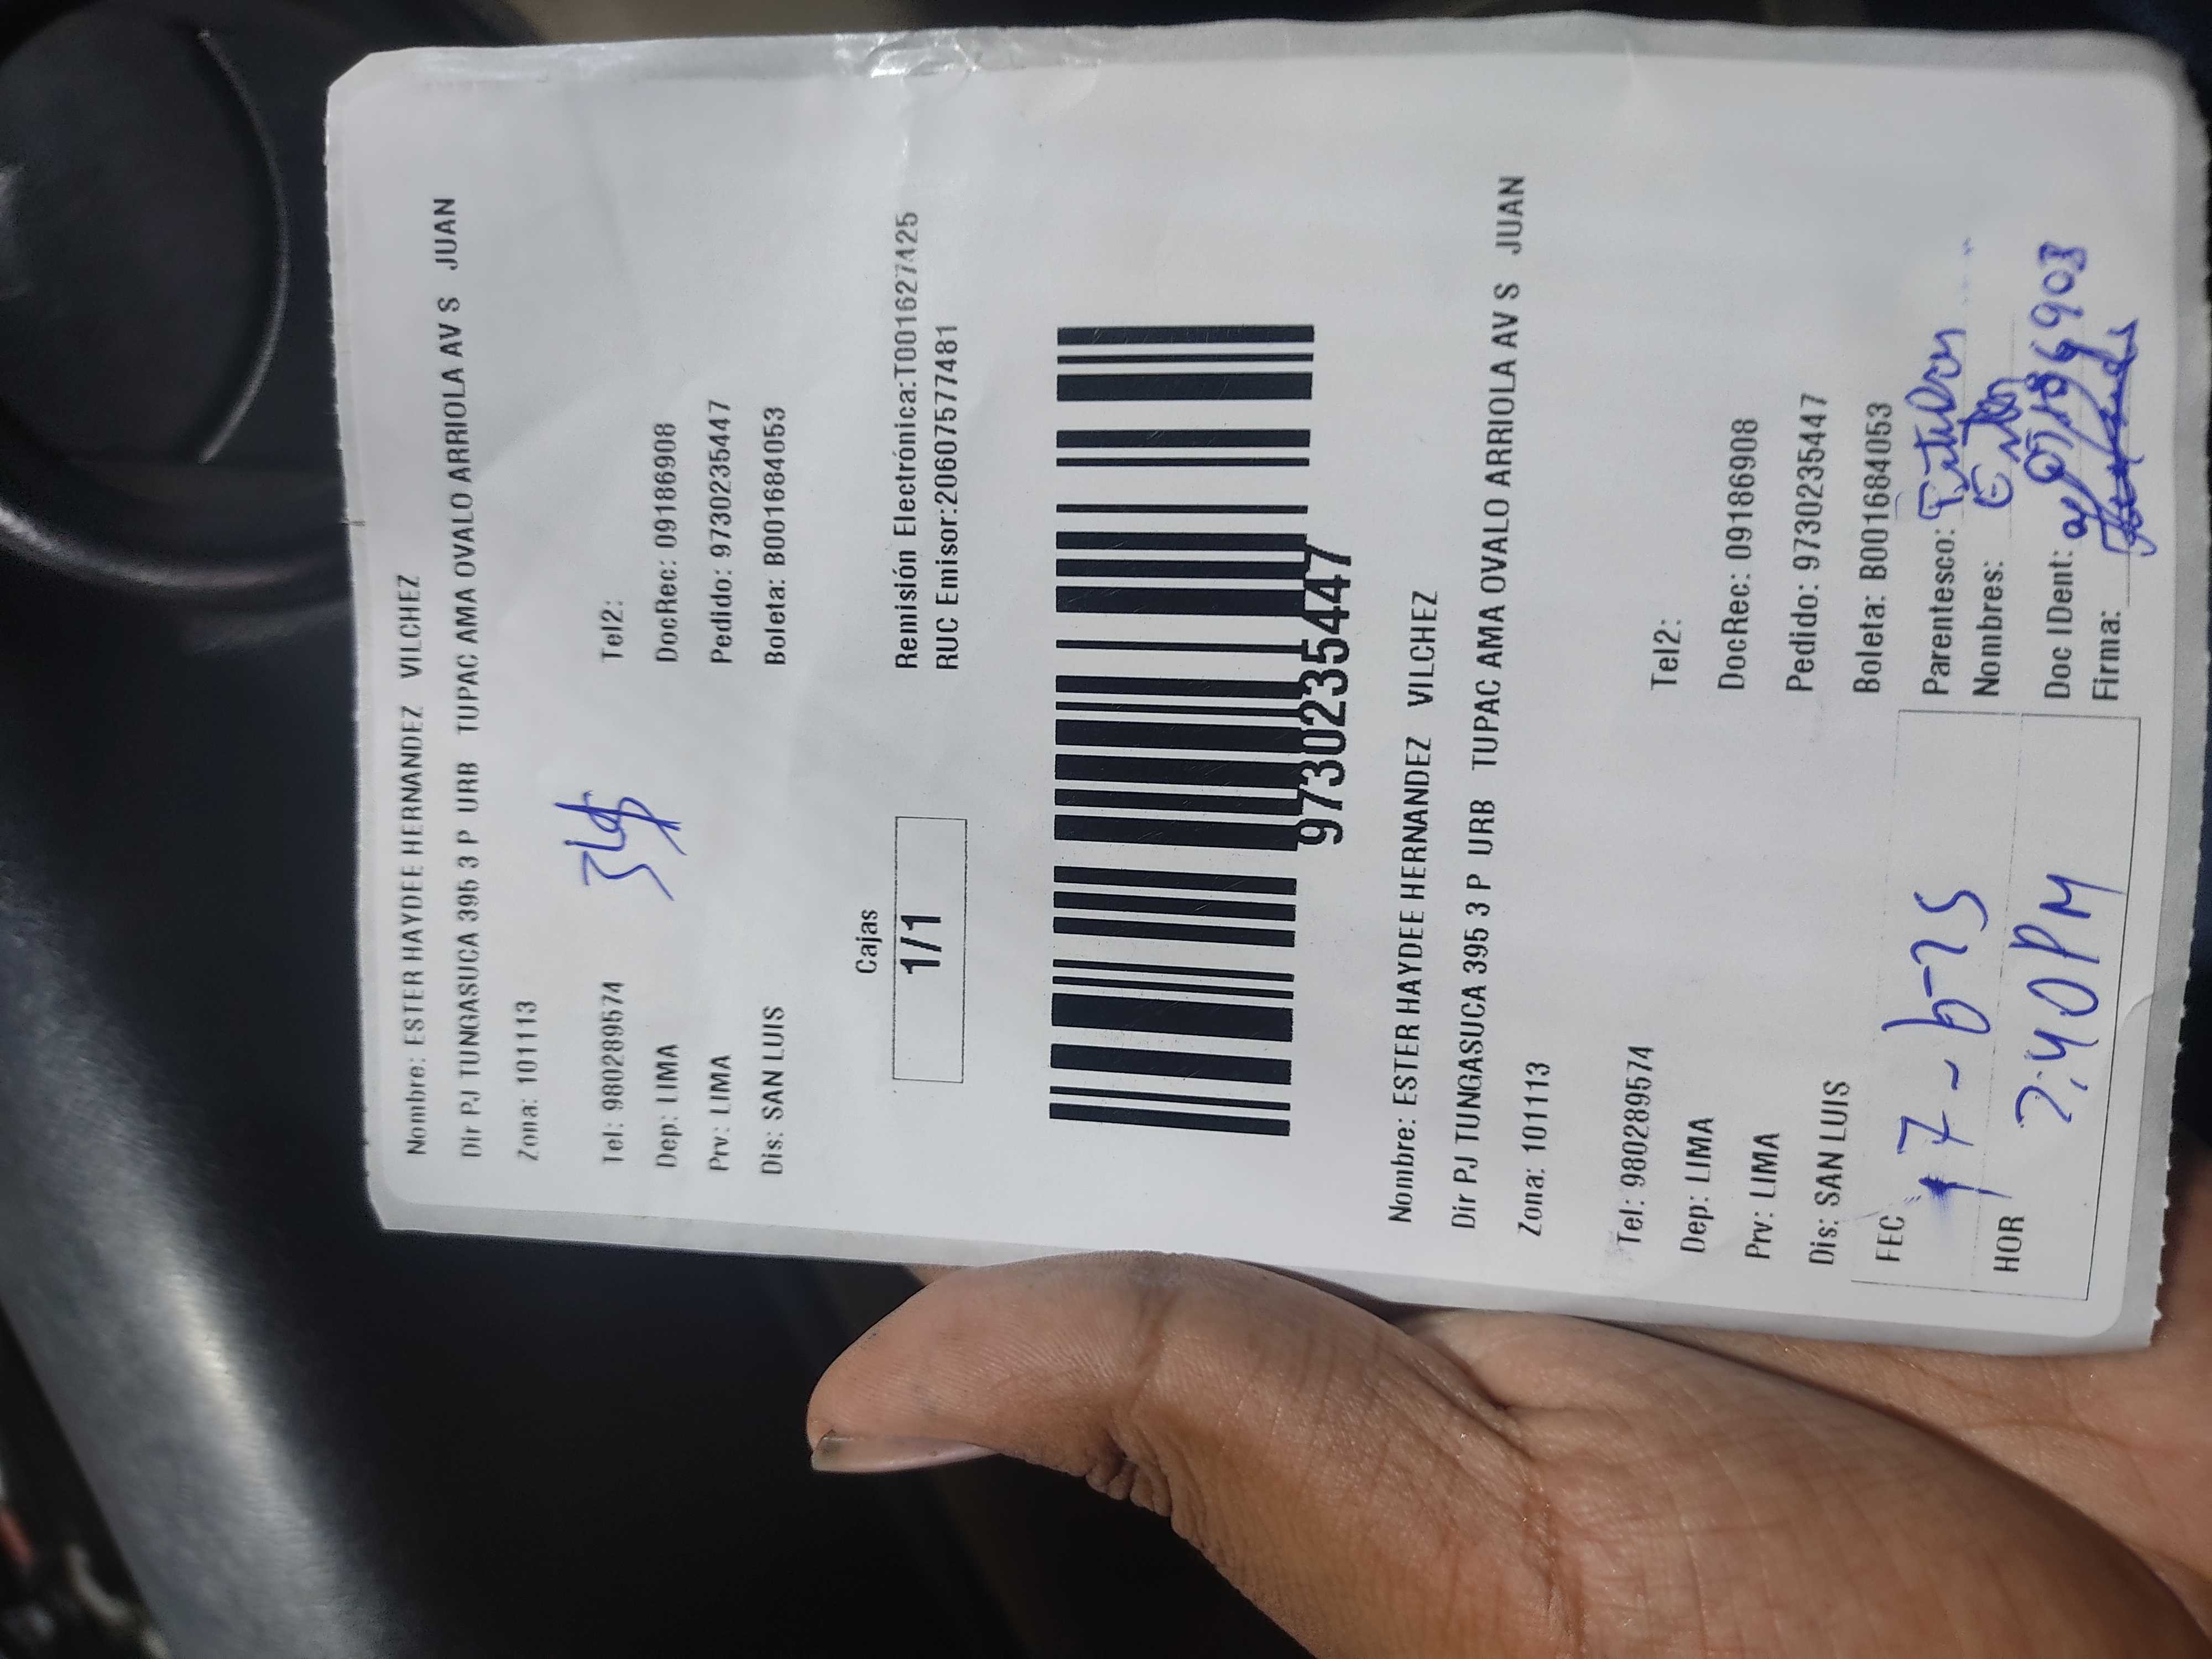 Nombre: ESTER HAYDEE HERNANDEZ VILCHEZ
Dir PJ TUNGASUCA 395 3 P URB TUPAC AMA OVALO ARRIOLA AV S JUAN
Zona: 101113
34
Tel: 980289574 Tel2:
Dep: LIMA DocRec: 09186908
Prv: LIMA Pedido: 9730235447
Dis: SAN LUIS Boleta: B001684053
Cajas
1/1
Remisión Electrónica:T001627425
RUC Emisor:20607577481
9730235447
Nombre: ESTER HAYDEE HERNANDEZ VILCHEZ
Dir PJ TUNGASUCA 395 3 P URB TUPAC AMA OVALO ARRIOLA AV S JUAN
Zona: 101113
Tel: 980289574 Tel2:
Dep: LIMA DocRec: 09186908
Prv: LIMA Pedido: 9730235447
Dis: SAN LUIS Boleta: B001684053
FEC 17-6-25
HOR 2:40PM
Parentesco:
Nombres: Ester
Doc IDent:
Firma: